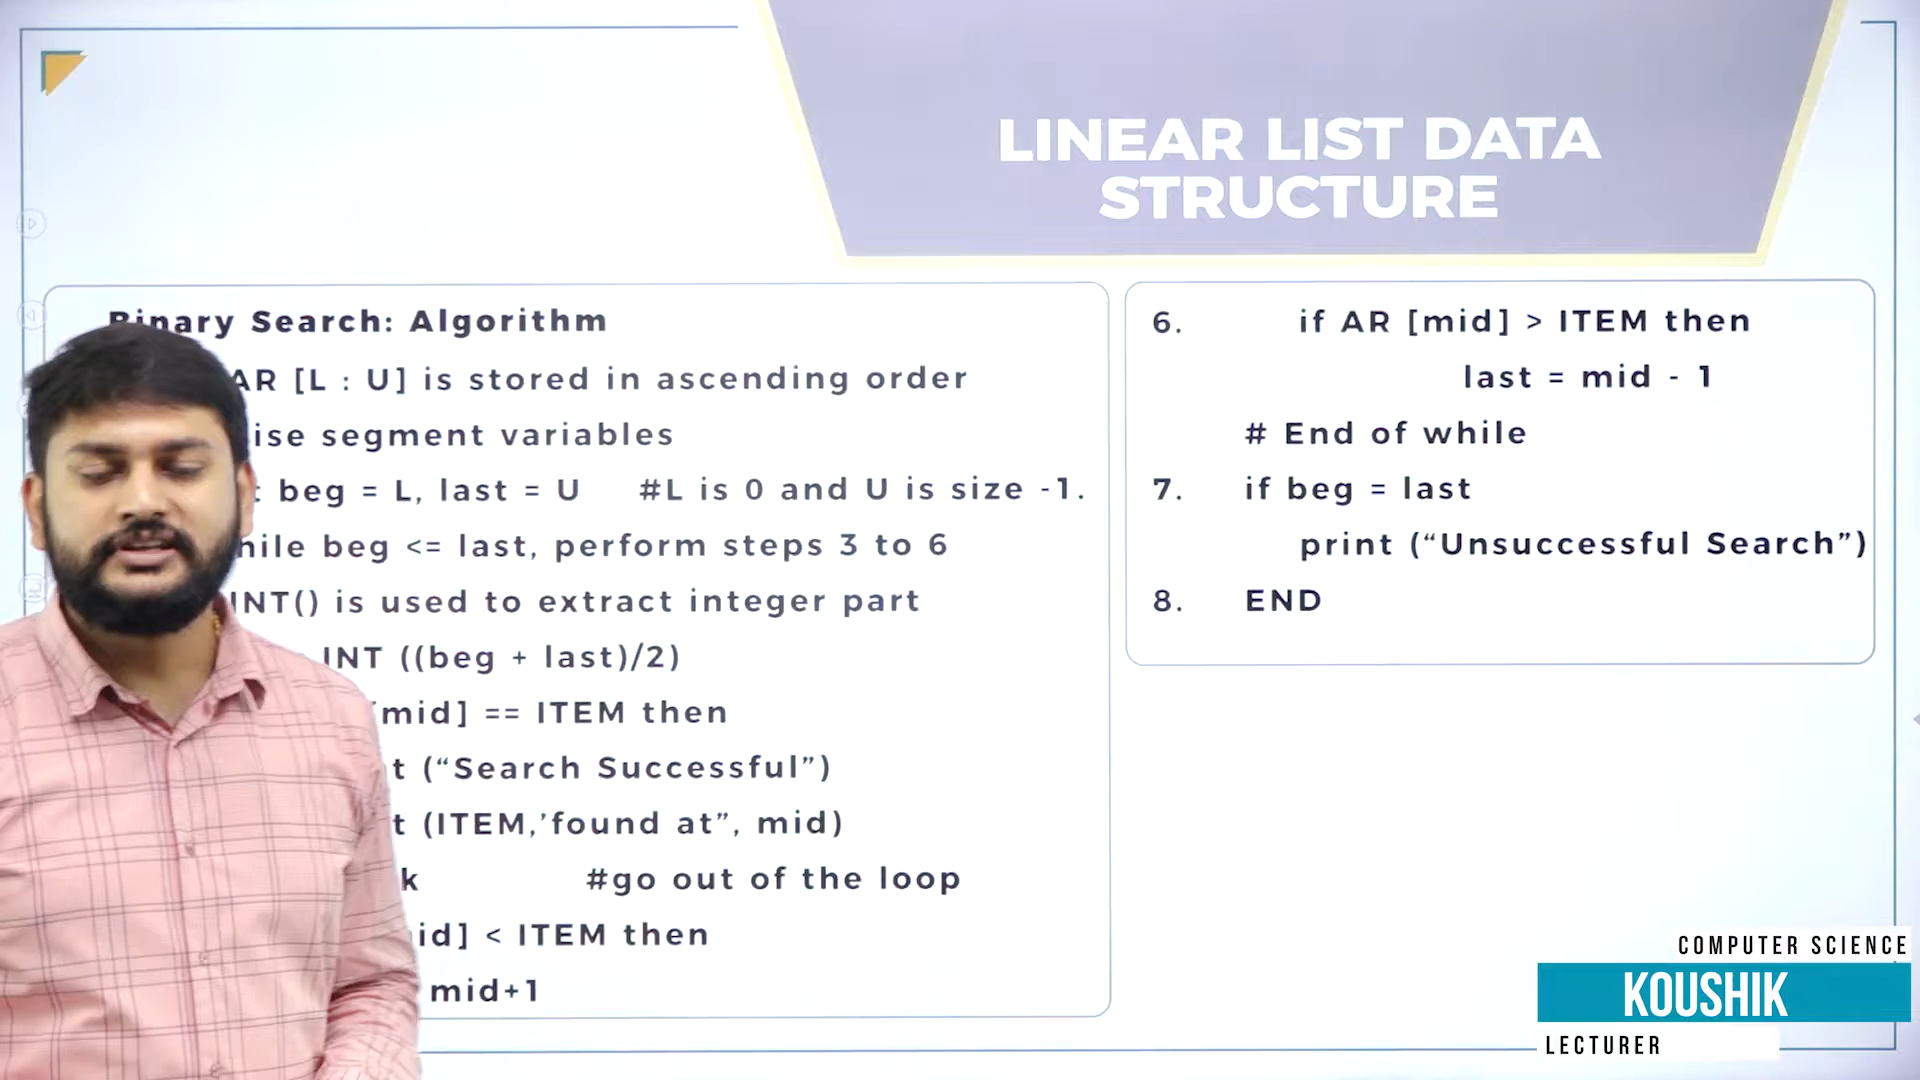 LINEAR LIST DATA
STRUCTURE
Binary Search: Algorithm
AR [L : U] is stored in ascending order
segment variables
beg = L, last = U #L is 0 and U is size -1.
beg <= last, perform steps 3 to 6
INT() is used to extract integer part
INT ((beg + last)/2)
[mid] == ITEM then
(“Search Successful”)
(ITEM,’found at”, mid)
#go out of the loop
< ITEM then
mid+1
6. if AR [mid] > ITEM then
last = mid - 1
# End of while
7. if beg = last
print (“Unsuccessful Search”)
8. END
COMPUTER SCIENCE
KOUSHIK
LECTURER